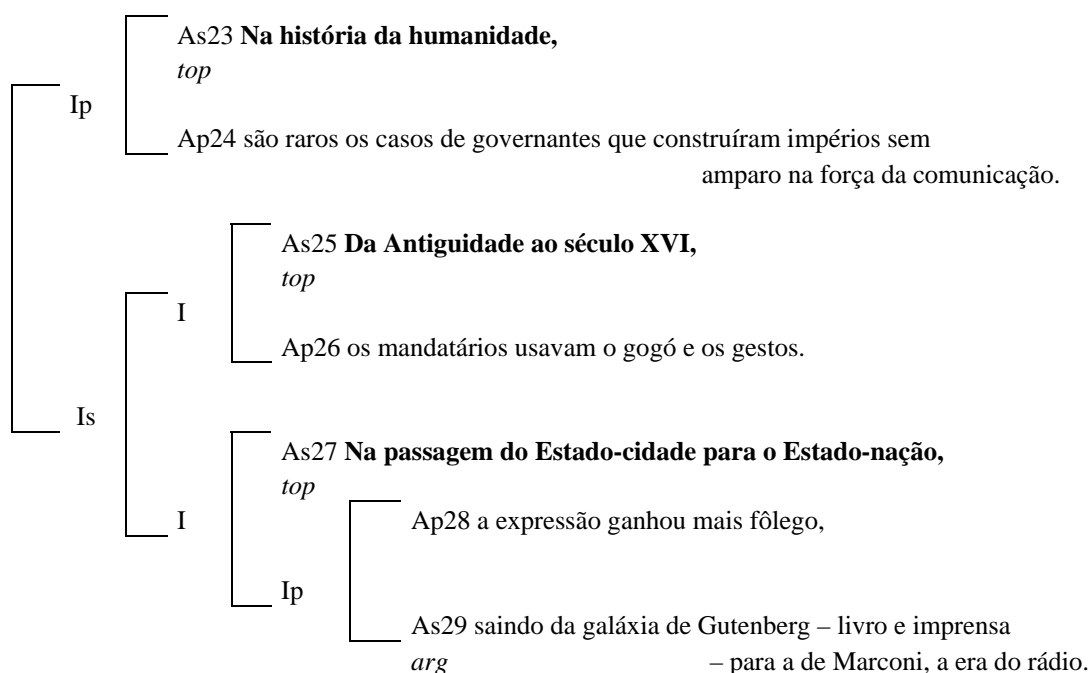 As23 Na história da humanidade,
top
Ip
Ap24 são raros os casos de governantes que construíram impérios sem
amparo na força da comunicação.
As25 Da Antiguidade ao século XVI,
top
I
Ap26 os mandatários usavam o gogó e os gestos.
Is
As27 Na passagem do Estado-cidade para o Estado-nação,
top
I
Ap28 a expressão ganhou mais fôlego,
Ip
As29 saindo da galáxia de Gutenberg – livro e imprensa
arg – para a de Marconi, a era do rádio.